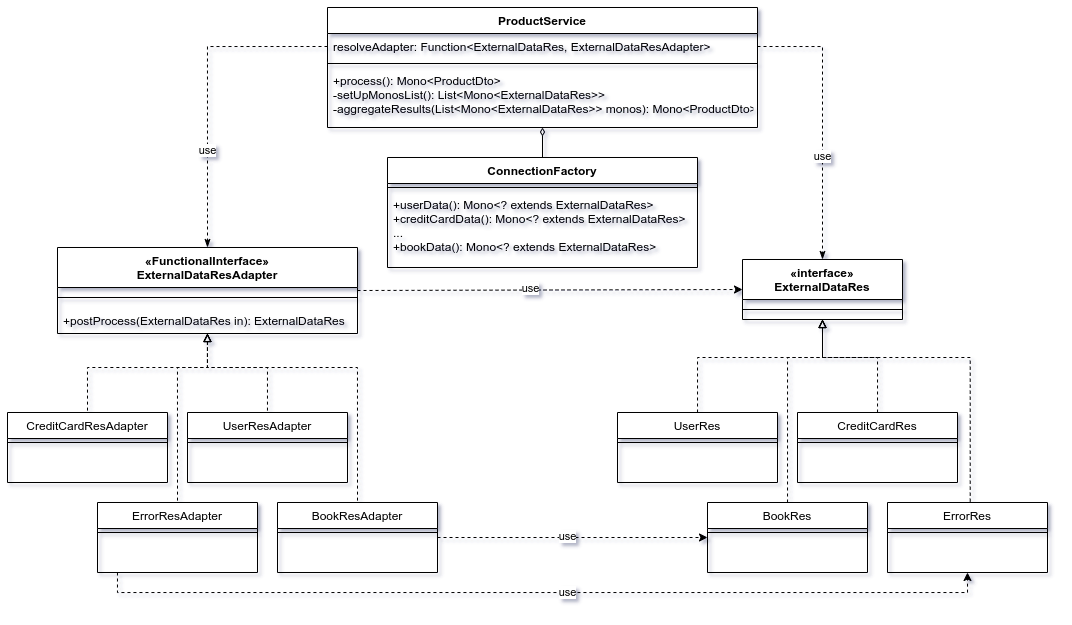 ProductService
resolveAdapter: Function<ExternalDataRes, ExternalDataResAdapter>
+process(): Mono<ProductDto>
-setUpMonosList(): List<Mono<ExternalDataRes>>
-aggregateResults(List<Mono<ExternalDataRes>> monos): Mono<ProductDto>
use
use
ConnectionFactory
+userData(): Mono<? extends ExternalDataRes>
+creditCardData(): Mono<? extends ExternalDataRes>
...
+bookData(): Mono<? extends ExternalDataRes>
«FunctionalInterface»
ExternalDataResAdapter
+postProcess(ExternalDataRes in): ExternalDataRes
use
«interface»
ExternalDataRes
CreditCardResAdapter
UserResAdapter
UserRes
CreditCardRes
ErrorResAdapter
BookResAdapter
BookRes
ErrorRes
use
use